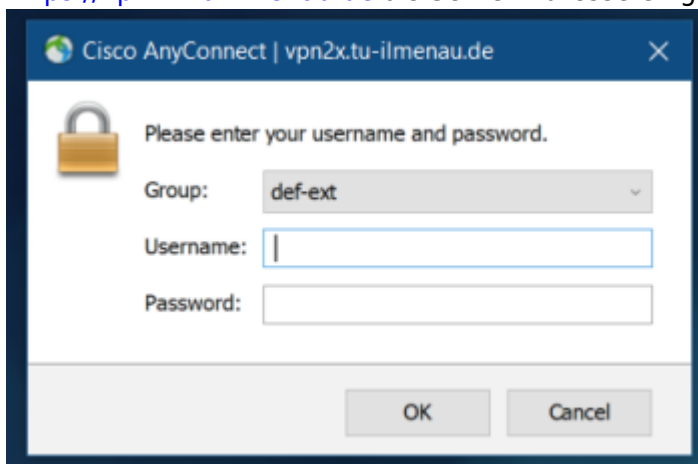 Cisco AnyConnect | vpn2x.tu-ilmenau.de
Please enter your username and password.
Group: def-ext
Username:
Password:
OK Cancel